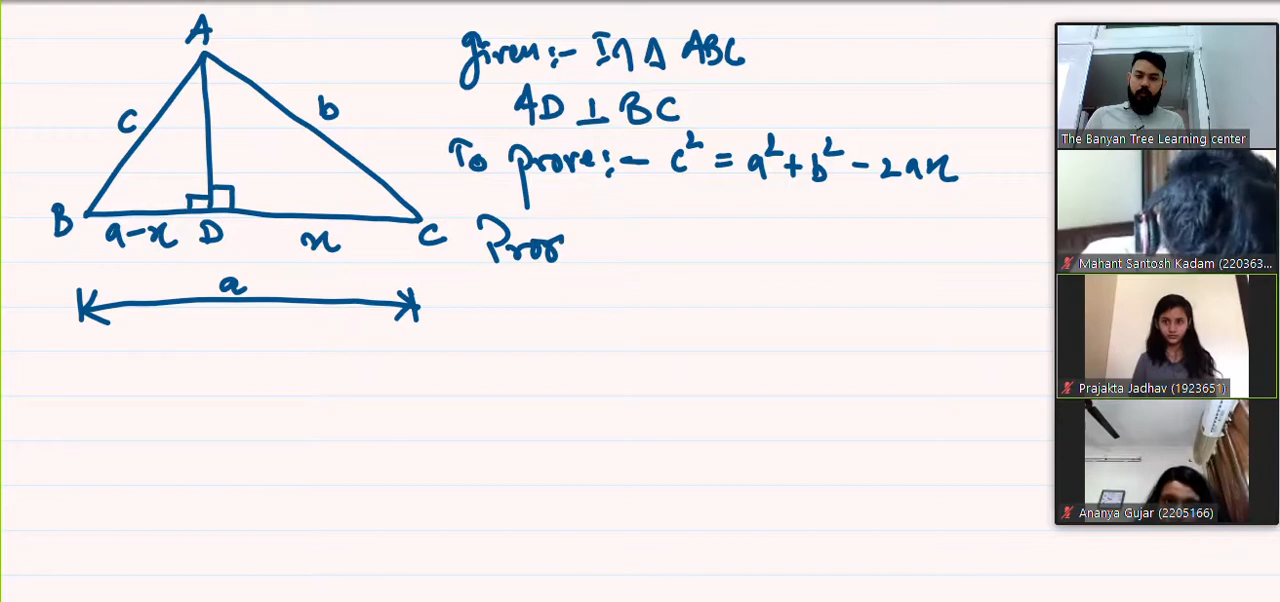 A
c
b
B
a-x
D
x
C
a
given:- In △ ABC
AD ⊥ BC
To prove:- c² = a² + b² - 2ax
Proo
The Banyan Tree Learning center
Mahant Santosh Kadam (220363...
Prajakta Jadhav (1923651)
Ananya Gujar (2205166)